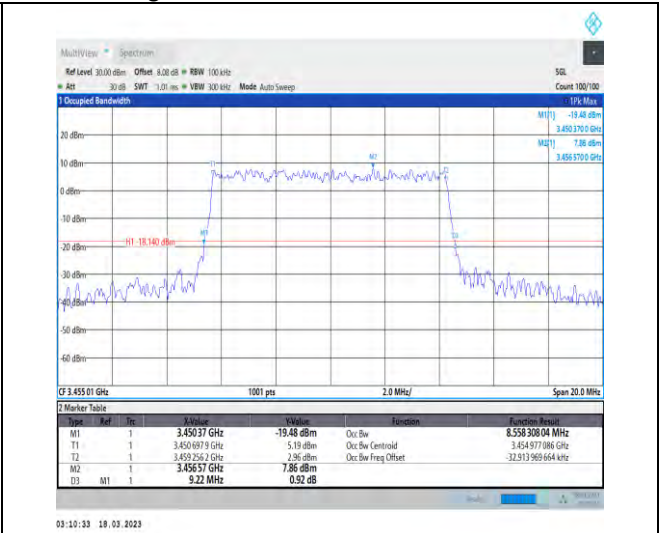 MultiView Spectrum
Ref Level 30.00 dBm Offset 8.08 dB RBW 100 kHz SGL
Att 30 dB SWT 1.01 ms VBW 300 kHz Mode Auto Sweep Count 100/100
1 Occupied Bandwidth 1Pk Max
M1[1] -19.48 dBm
3.450370 0 GHz
M2[1] 7.86 dBm
3.456570 0 GHz
20 dBm
10 dBm
0 dBm
-10 dBm
-20 dBm
-30 dBm
-40 dBm
-50 dBm
-60 dBm
T1
M2
T2
M1
D3
H1 -18.140 dBm
CF 3.455 01 GHz 1001 pts 2.0 MHz/ Span 20.0 MHz
2 Marker Table
Type Ref Trc X-Value Y-Value Function Function Result
M1 1 3.45037 GHz -19.48 dBm Occ Bw 8.558 308 04 MHz
T1 1 3.450 697 9 GHz 5.19 dBm Occ Bw Centroid 3.454 977 086 GHz
T2 1 3.459 256 2 GHz 2.96 dBm Occ Bw Freq Offset -32.913 969 664 kHz
M2 1 3.45657 GHz 7.86 dBm
D3 M1 1 9.22 MHz 0.92 dB
03:10:33 18.03.2023